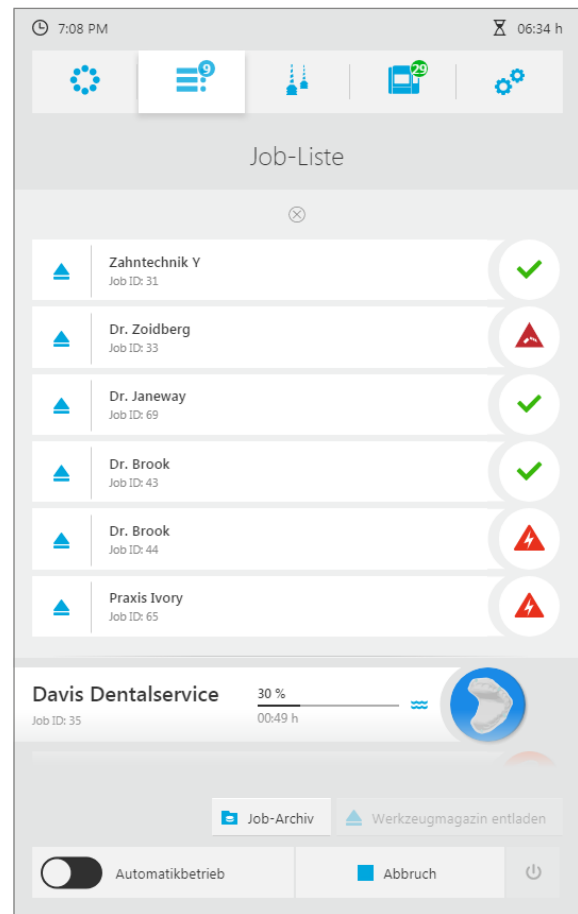 7:08 PM
06:34 h
9
29
Job-Liste
Zahntechnik Y
Job ID: 31
Dr. Zoidberg
Job ID: 33
Dr. Janeway
Job ID: 69
Dr. Brook
Job ID: 43
Dr. Brook
Job ID: 44
Praxis Ivory
Job ID: 65
Davis Dentalservice
Job ID: 35
30 %
00:49 h
Job-Archiv
Werkzeugmagazin entladen
Automatikbetrieb
Abbruch